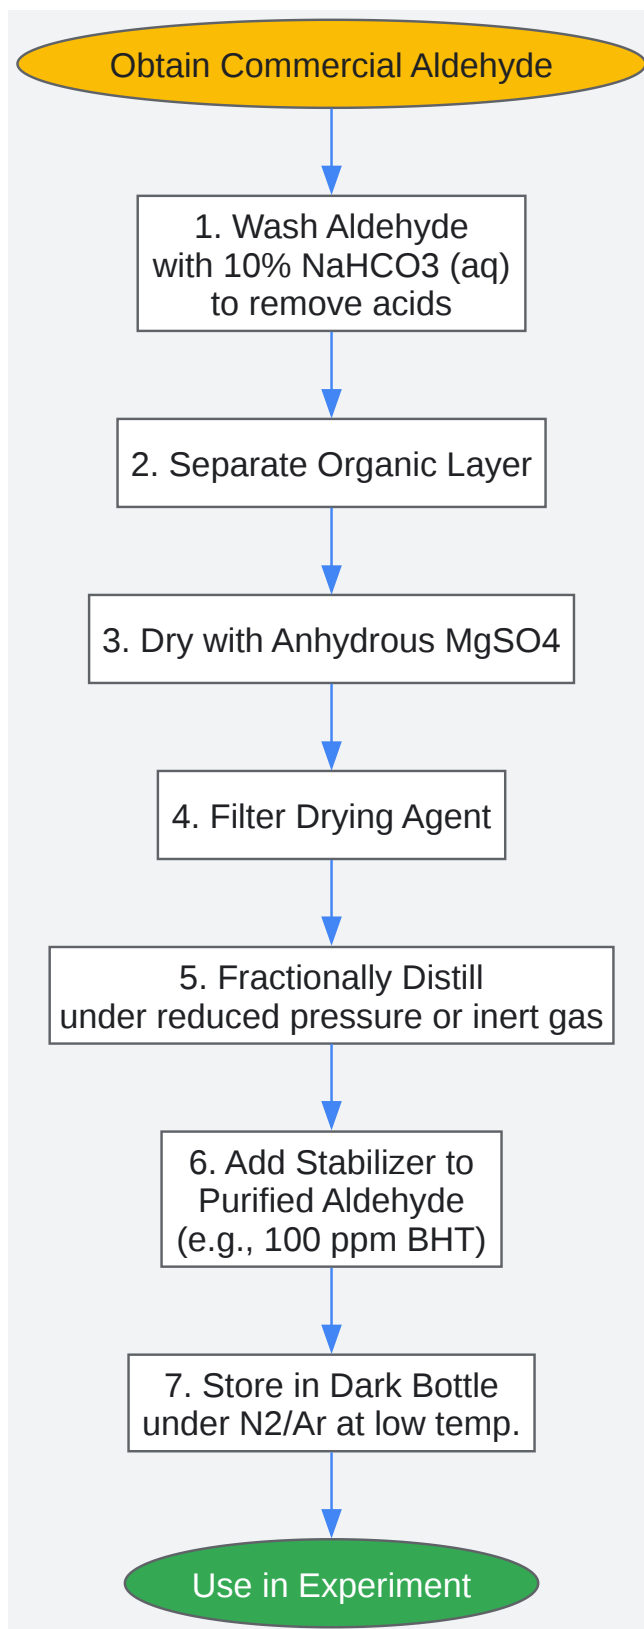 Obtain Commercial Aldehyde
1. Wash Aldehyde
with 10% NaHCO3 (aq)
to remove acids
2. Separate Organic Layer
3. Dry with Anhydrous MgSO4
4. Filter Drying Agent
5. Fractionally Distill
under reduced pressure or inert gas
6. Add Stabilizer to
Purified Aldehyde
(e.g., 100 ppm BHT)
7. Store in Dark Bottle
under N2/Ar at low temp.
Use in Experiment